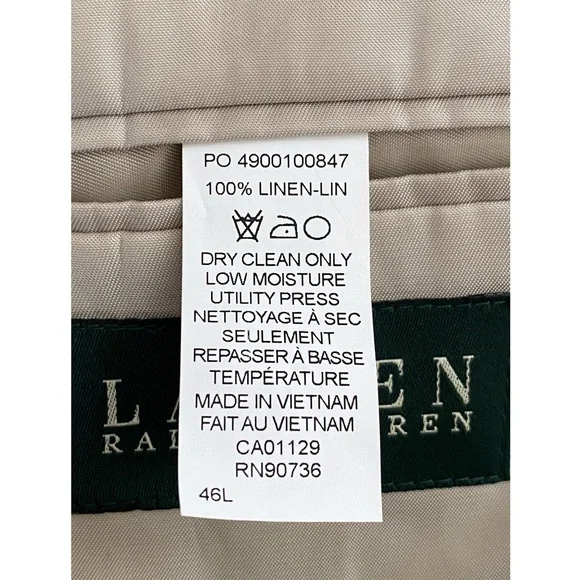 PO 4900100847
100% LINEN-LIN
DRY CLEAN ONLY
LOW MOISTURE
UTILITY PRESS
NETTOYAGE À SEC
SEULEMENT
REPASSER À BASSE
TEMPÉRATURE
MADE IN VIETNAM
FAIT AU VIETNAM
CA01129
RN90736
46L